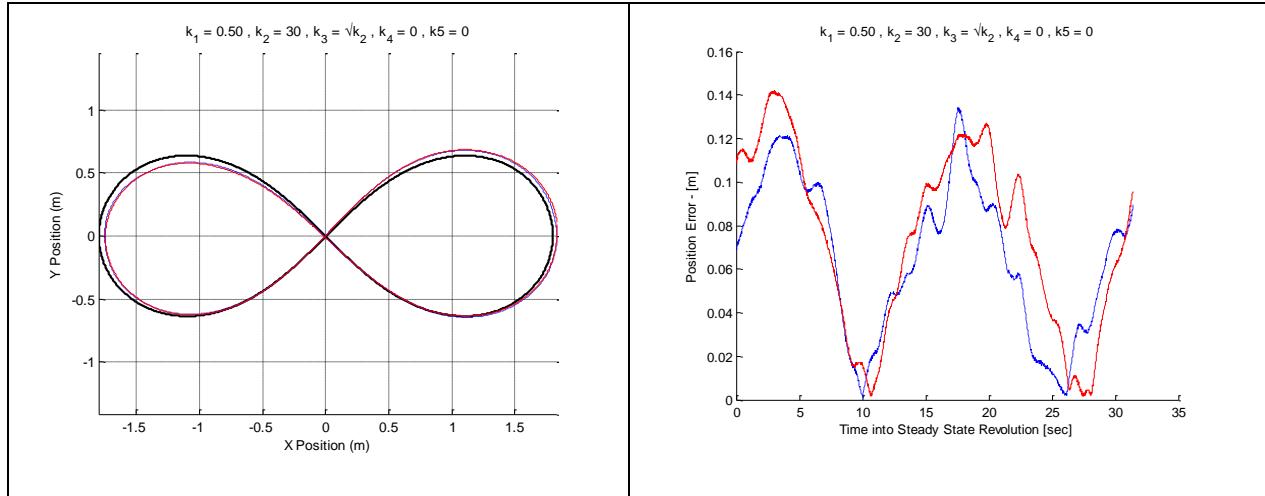 k1 = 0.50 , k2 = 30 , k3 = √k2 , k4 = 0 , k5 = 0
1
0.5
0
-0.5
-1
Y Position (m)
-1.5 -1 -0.5 0 0.5 1 1.5
X Position (m)
k1 = 0.50 , k2 = 30 , k3 = √k2 , k4 = 0 , k5 = 0
0.16
0.14
0.12
0.1
0.08
0.06
0.04
0.02
0
Position Error - [m]
0 5 10 15 20 25 30 35
Time into Steady State Revolution [sec]